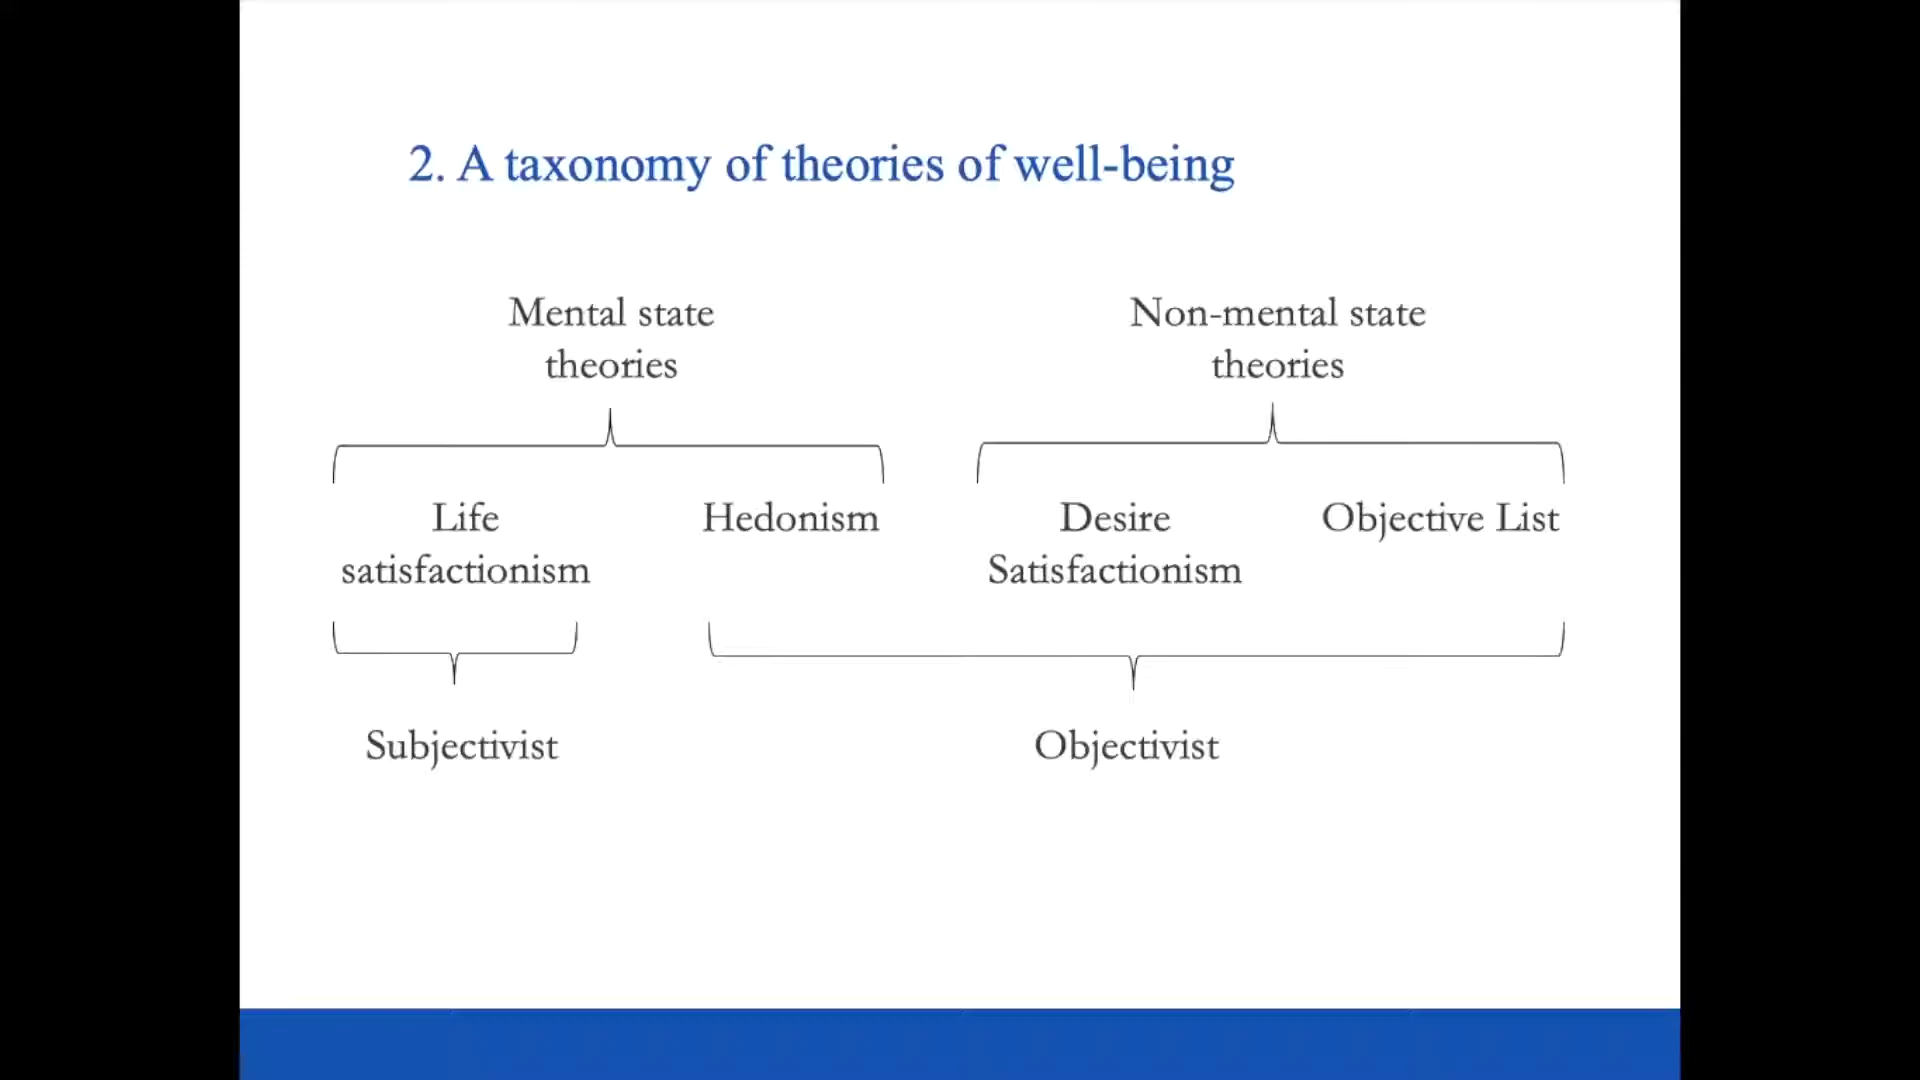 2. A taxonomy of theories of well-being
Mental state
theories
Non-mental state
theories
Life
satisfactionism
Hedonism
Desire
Satisfactionism
Objective List
Subjectivist
Objectivist